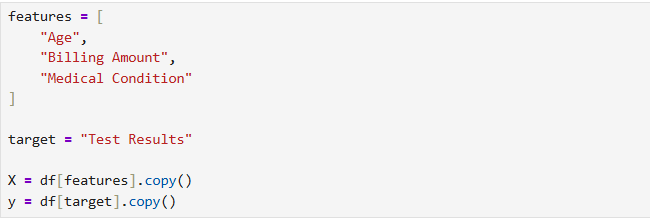 features = [
    "Age",
    "Billing Amount",
    "Medical Condition"
]
target = "Test Results"
X = df[features].copy()
y = df[target].copy()